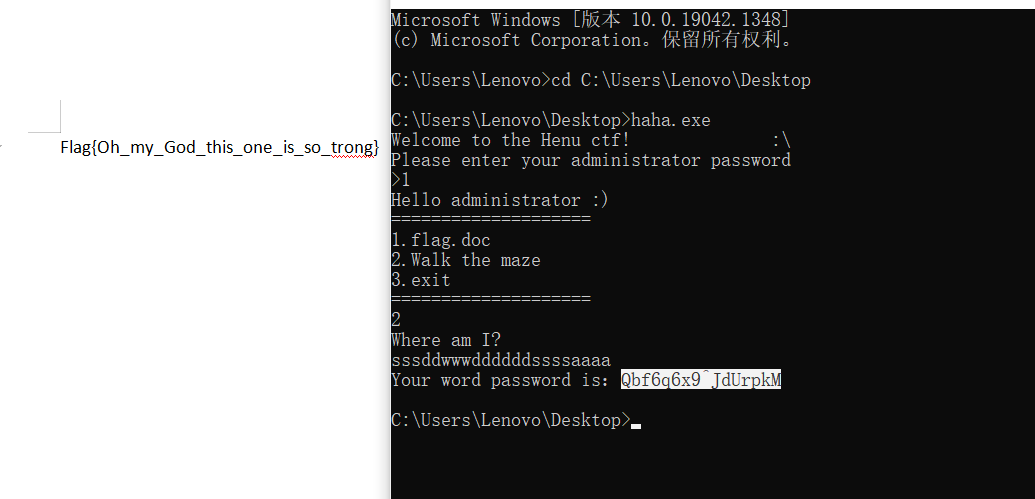 Flag{Oh_my_God_this_one_is_so_trong}
Microsoft Windows [版本 10.0.19042.1348]
(c) Microsoft Corporation。保留所有权利。
C:\Users\Lenovo>cd C:\Users\Lenovo\Desktop
C:\Users\Lenovo\Desktop>haha.exe
Welcome to the Henu ctf! :\
Please enter your administrator password
>1
Hello administrator :)
====================
1.flag.doc
2.Walk the maze
3.exit
====================
2
Where am I?
sssddwwwddddddssssaaaa
Your word password is: Qbf6q6x9^JdUrpkM
C:\Users\Lenovo\Desktop>